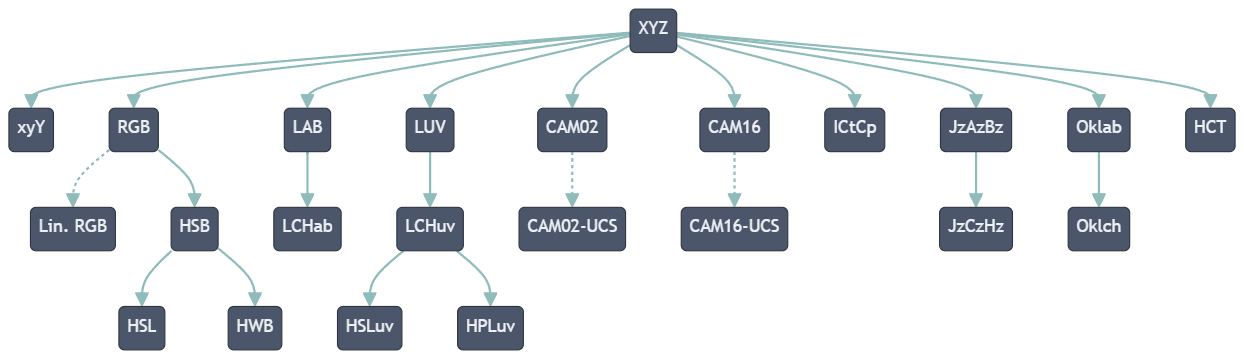 XYZ
xyY
RGB
LAB
LUV
CAM02
CAM16
ICtCp
JzAzBz
Oklab
HCT
Lin. RGB
HSB
LCHab
LCHuv
CAM02-UCS
CAM16-UCS
JzCzHz
Oklch
HSL
HWB
HSLuv
HPLuv